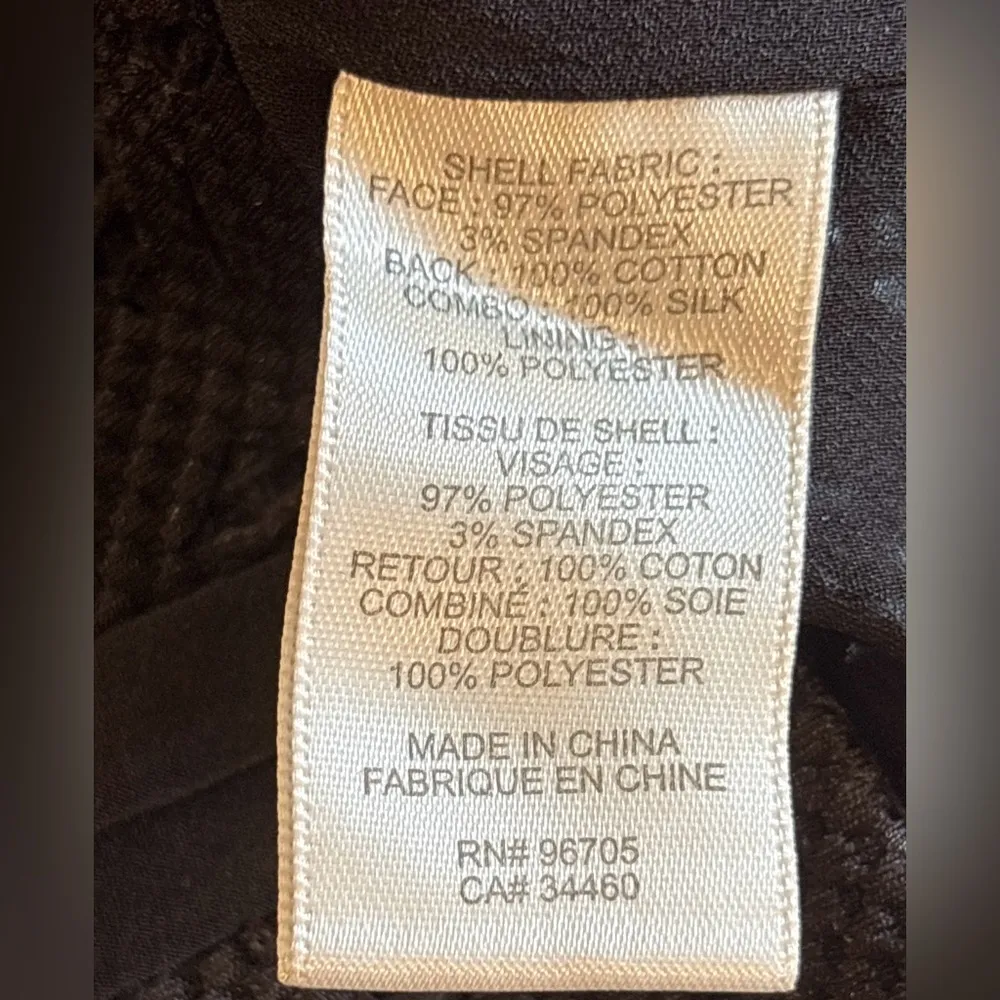 SHELL FABRIC :
FACE : 97% POLYESTER
3% SPANDEX
BACK : 100% COTTON
COMBO : 100% SILK
LINING :
100% POLYESTER
TISSU DE SHELL :
VISAGE :
97% POLYESTER
3% SPANDEX
RETOUR : 100% COTON
COMBINÉ : 100% SOIE
DOUBLURE :
100% POLYESTER
MADE IN CHINA
FABRIQUE EN CHINE
RN# 96705
CA# 34460